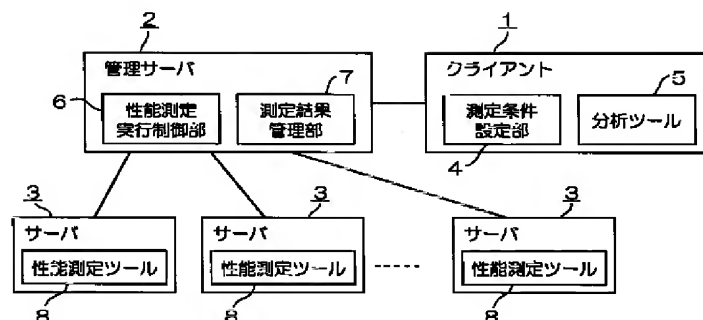 2
1
管理サーバ
7
クライアント
5
6
性能測定
実行制御部
測定結果
管理部
測定条件
設定部
分析ツール
4
3
3
3
サーバ
サーバ
サーバ
性能測定ツール
性能測定ツール
性能測定ツール
8
8
8